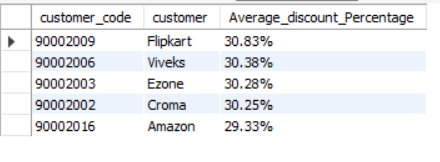 customer_code customer Average_discount_Percentage
90002009 Flipkart 30.83%
90002006 Viveks 30.38%
90002003 Ezone 30.28%
90002002 Croma 30.25%
90002016 Amazon 29.33%